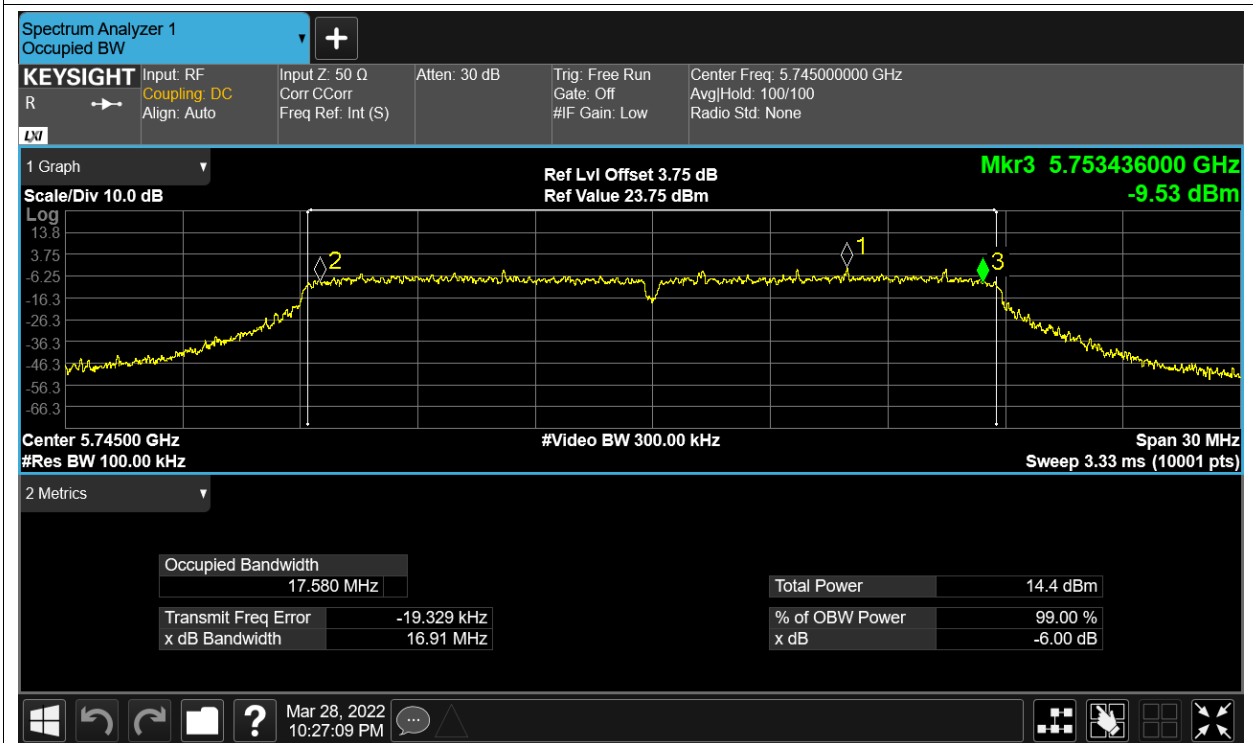 Spectrum Analyzer 1
Occupied BW
KEYSIGHT
R
LXI
Input: RF
Coupling: DC
Align: Auto
Input Z: 50 Ω
Corr CCorr
Freq Ref: Int (S)
Atten: 30 dB
Trig: Free Run
Gate: Off
#IF Gain: Low
Center Freq: 5.745000000 GHz
Avg|Hold: 100/100
Radio Std: None
1 Graph
Scale/Div 10.0 dB
Ref Lvl Offset 3.75 dB
Ref Value 23.75 dBm
Mkr3 5.753436000 GHz
-9.53 dBm
Log
13.8
3.75
-6.25
-16.3
-26.3
-36.3
-46.3
-56.3
-66.3
2
1
3
Center 5.74500 GHz
#Video BW 300.00 kHz
Span 30 MHz
#Res BW 100.00 kHz
Sweep 3.33 ms (10001 pts)
2 Metrics
Occupied Bandwidth
17.580 MHz
Transmit Freq Error -19.329 kHz
x dB Bandwidth 16.91 MHz
Total Power 14.4 dBm
% of OBW Power 99.00 %
x dB -6.00 dB
?
Mar 28, 2022
10:27:09 PM